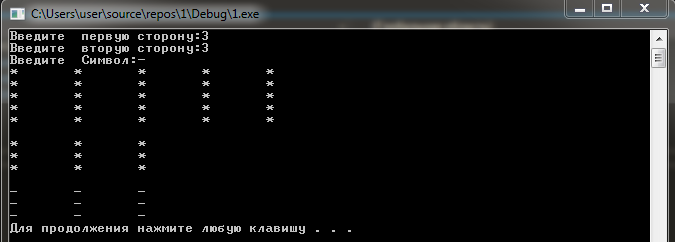 C:\Users\user\source\repos\1\Debug\1.exe
Введите  первую сторону:3
Введите  вторую сторону:3
Введите  Символ:-
*       *       *       *       *
*       *       *       *       *
*       *       *       *       *
*       *       *       *       *
*       *       *       *       *

*       *       *
*       *       *
*       *       *

-       -       -
-       -       -
-       -       -
Для продолжения нажмите любую клавишу . . .